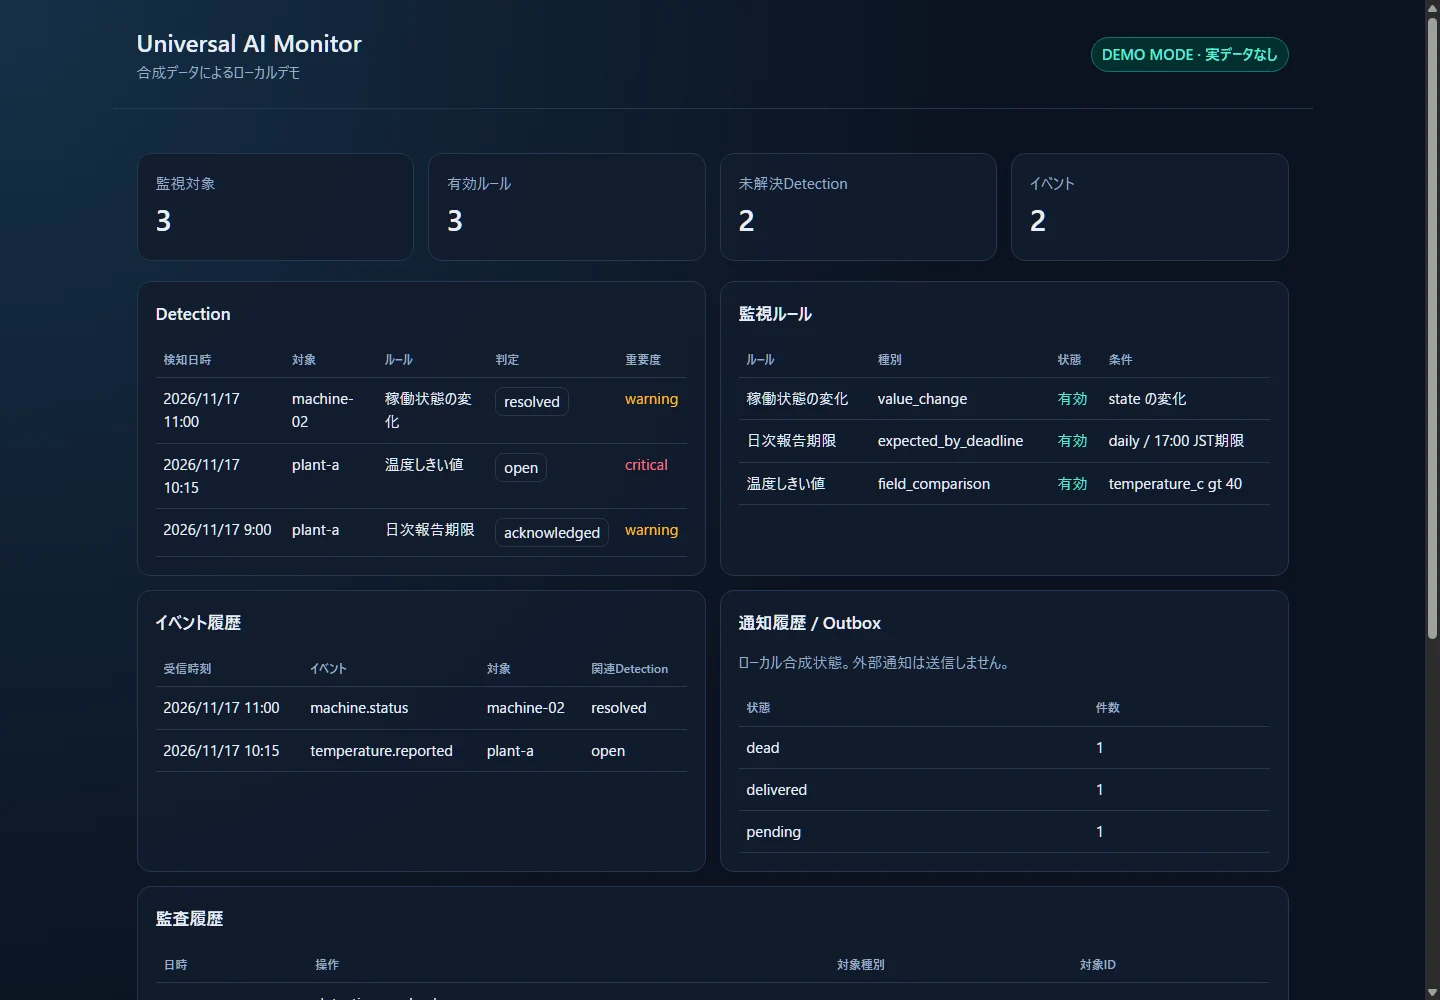 Universal AI Monitor
合成データによるローカルデモ
DEMO MODE · 実データなし
監視対象
3
有効ルール
3
未解決Detection
2
イベント
2
Detection
検知日時 対象 ルール 判定 重要度
2026/11/17 11:00 machine-02 稼働状態の変化 resolved warning
2026/11/17 10:15 plant-a 温度しきい値 open critical
2026/11/17 9:00 plant-a 日次報告期限 acknowledged warning
監視ルール
ルール 種別 状態 条件
稼働状態の変化 value_change 有効 state の変化
日次報告期限 expected_by_deadline 有効 daily / 17:00 JST期限
温度しきい値 field_comparison 有効 temperature_c gt 40
イベント履歴
受信時刻 イベント 対象 関連Detection
2026/11/17 11:00 machine.status machine-02 resolved
2026/11/17 10:15 temperature.reported plant-a open
通知履歴 / Outbox
ローカル合成状態。外部通知は送信しません。
状態 件数
dead 1
delivered 1
pending 1
監査履歴
日時 操作 対象種別 対象ID